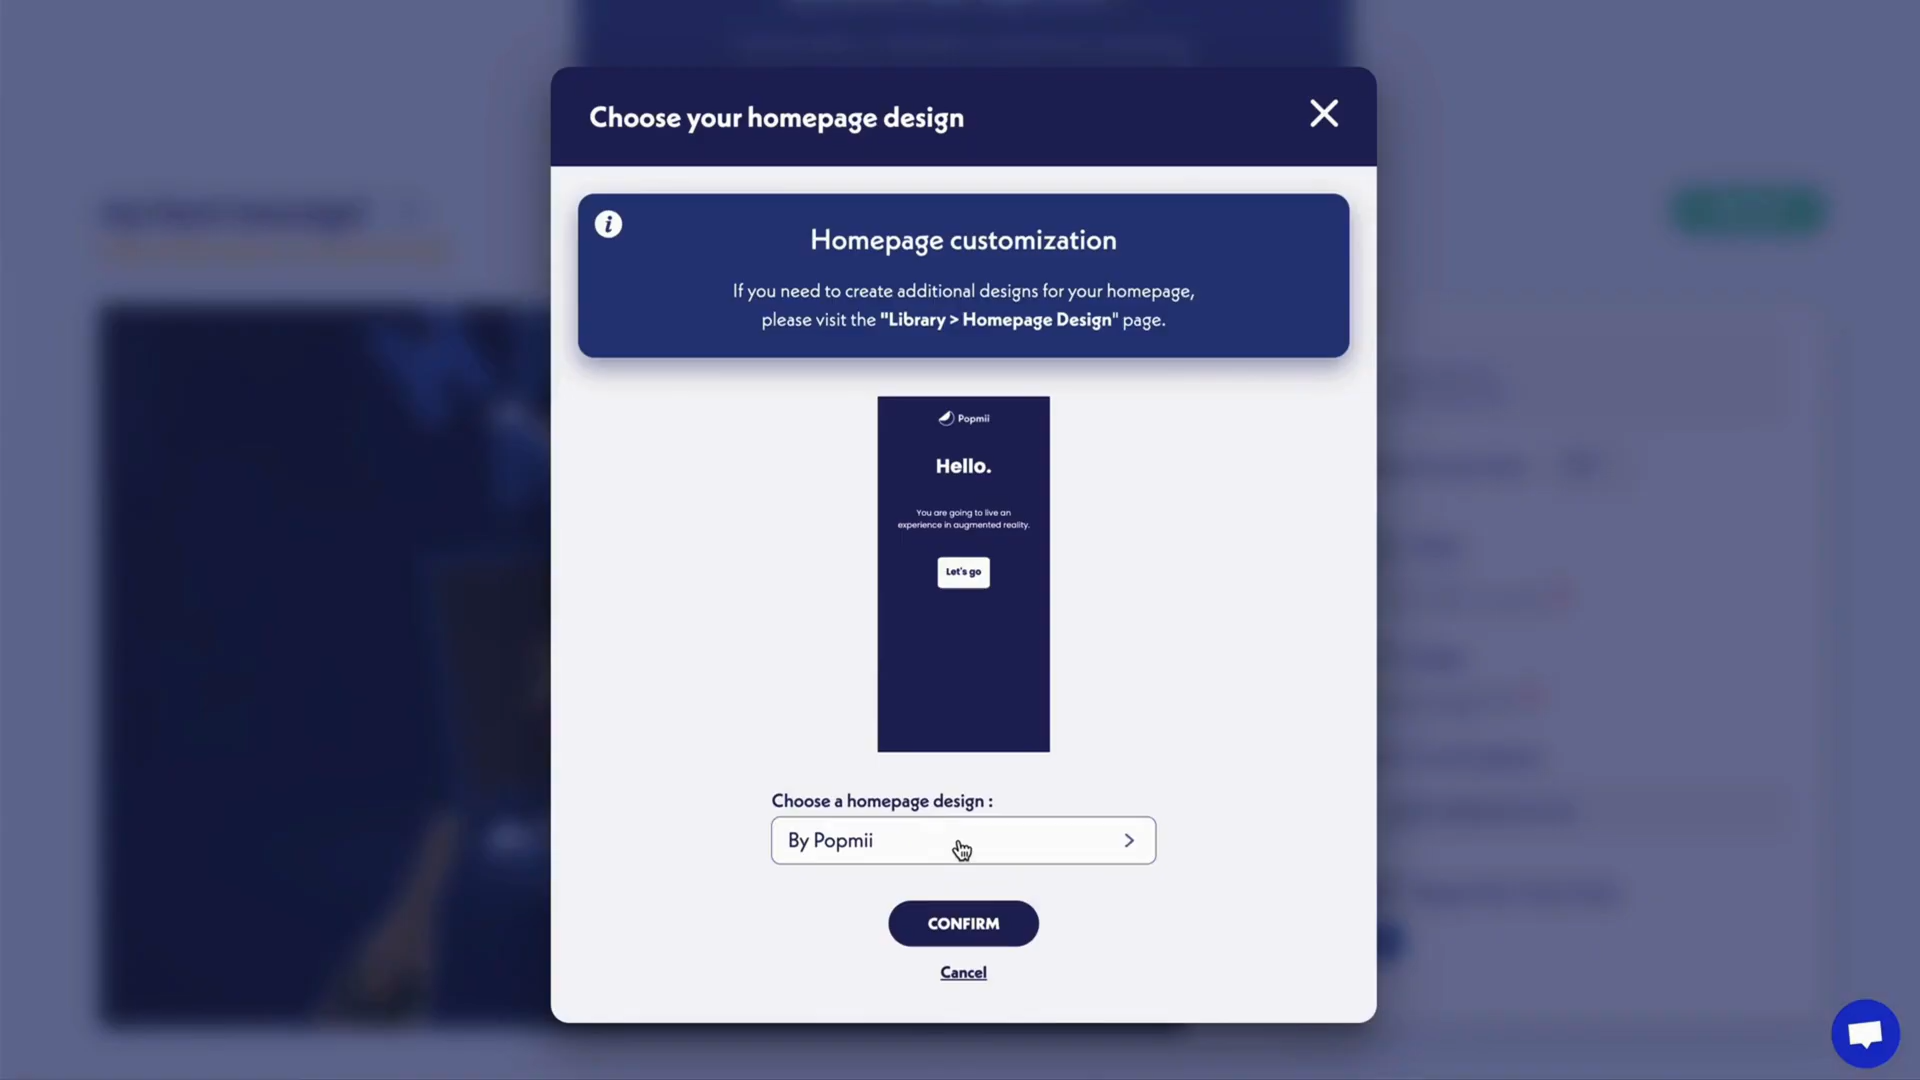 Choose your homepage design
Homepage customization
If you need to create additional designs for your homepage,
please visit the "Library > Homepage Design" page.
Popmii
Hello.
You are going to live an
experience in augmented reality.
Let's go
Choose a homepage design :
By Popmii
CONFIRM
Cancel